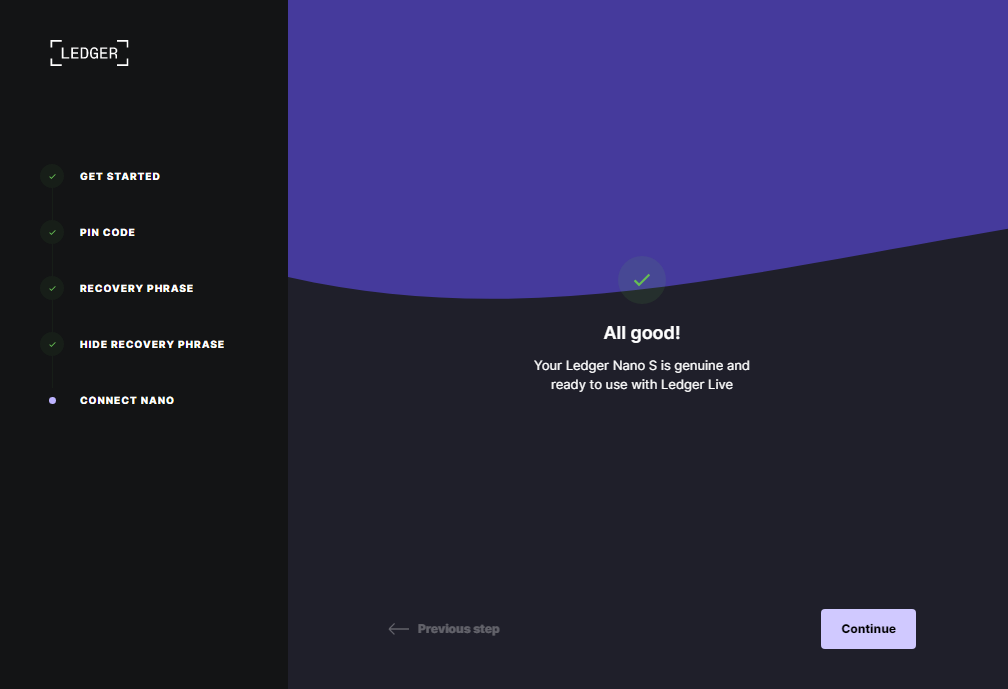 LEDGER
GET STARTED
PIN CODE
RECOVERY PHRASE
HIDE RECOVERY PHRASE
CONNECT NANO
All good!
Your Ledger Nano S is genuine and
ready to use with Ledger Live
Previous step
Continue